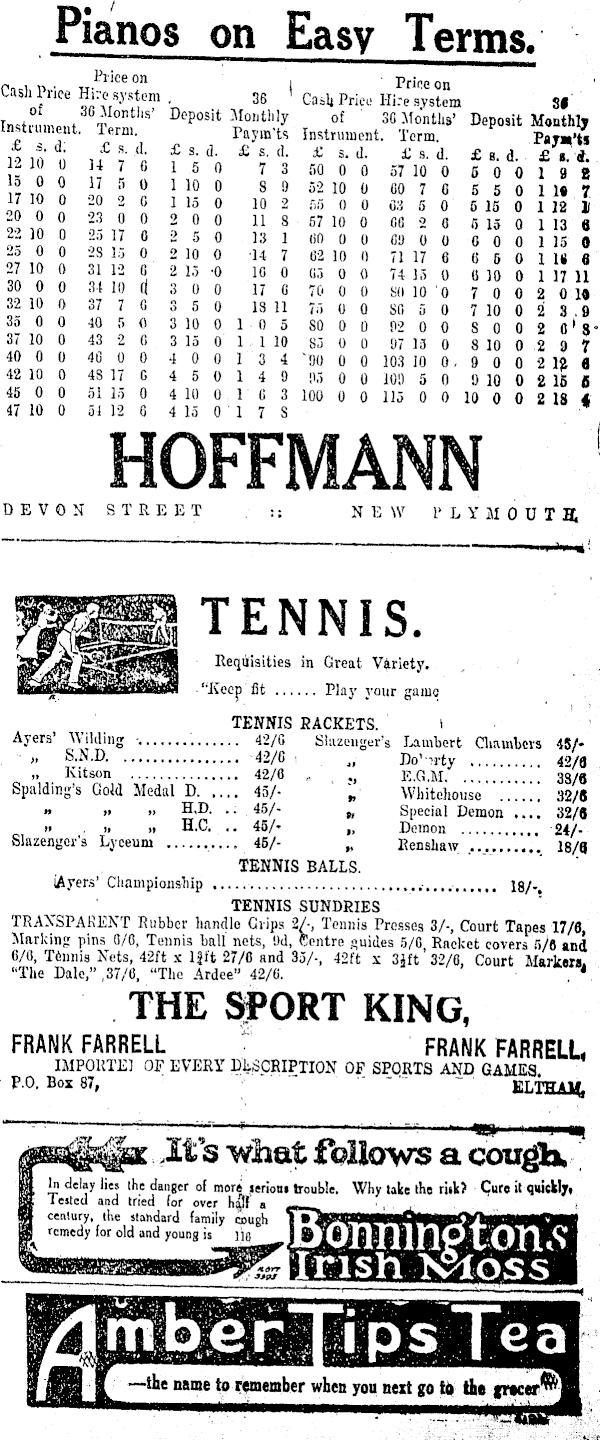 Pianos on Easy Terms.
Cash Price of Instrument. Price on Hire system 36 Months' Term. Deposit 36 Monthly Paym'ts Cash Price of Instrument. Price on Hire system 36 Months' Term. Deposit 36 Monthly Paym'ts
£ s. d. £ s. d. £ s. d. £ s. d. £ s. d. £ s. d. £ s. d.
12 10 0 14 7 6 1 5 0 7 3 50 0 0 57 10 0 5 0 0 1 9 2
15 0 0 17 5 0 1 10 0 8 9 52 10 0 60 7 6 5 5 0 1 10 7
17 10 0 20 2 6 1 15 0 10 2 55 0 0 63 5 0 5 15 0 1 12 1
20 0 0 23 0 0 2 0 0 11 8 57 10 0 66 2 6 5 15 0 1 13 6
22 10 0 25 17 6 2 5 0 13 1 60 0 0 69 0 0 6 0 0 1 15 0
25 0 0 28 15 0 2 10 0 14 7 62 10 0 71 17 6 6 5 0 1 16 6
27 10 0 31 12 6 2 15 0 16 0 65 0 0 74 15 0 6 10 0 1 17 11
30 0 0 34 10 3 0 0 17 6 70 0 0 80 10 0 7 0 0 2 0 10
32 10 0 37 7 6 3 5 0 18 11 75 0 0 86 5 0 7 10 0 2 3 9
35 0 0 40 5 0 3 10 0 1 0 5 80 0 0 92 0 0 8 0 0 2 6 8
37 10 0 43 2 6 3 15 0 1 1 10 85 0 0 97 15 0 8 10 0 2 9 7
40 0 0 46 0 0 4 0 0 1 3 4 90 0 0 103 10 0 9 0 0 2 12 6
42 10 0 48 17 6 4 5 0 1 4 9 95 0 0 109 5 0 9 10 0 2 15 5
45 0 0 51 15 0 4 10 0 1 6 3 100 0 0 115 0 0 10 0 0 2 18 4
47 10 0 54 12 6 4 15 0 1 7 8
HOFFMANN
DEVON STREET :: NEW PLYMOUTH.
TENNIS.
Requisities in Great Variety.
"Keep fit ...... Play your game
TENNIS RACKETS.
Ayers' Wilding .............. 42/6 Slazenger's Lambert Chambers 45/-
„ S.N.D. ................ 42/6 „ Doherty ...... 42/6
„ Kitson ............... 42/6 „ E.G.M. ........... 38/6
Spalding's Gold Medal D. .... 45/- „ Whitehouse ...... 32/6
„ „ „ H.D. .. 45/- „ Special Demon .... 32/6
„ „ „ H.C. .. 45/- „ Demon ........... 24/-
Slazenger's Lyceum .......... 45/- „ Renshaw .......... 18/6
TENNIS BALLS.
Ayers' Championship ........................................ 18/-.
TENNIS SUNDRIES
TRANSPARENT Rubber handle Grips 2/-, Tennis Presses 3/-, Court Tapes 17/6,
Marking pins 6/6, Tennis ball nets, 9d, Centre guides 5/6, Racket covers 5/6 and
6/6, Tennis Nets, 42ft x 1¾ft 27/6 and 35/-, 42ft x 3½ft 32/6, Court Markers,
"The Dale," 37/6, "The Ardee" 42/6.
THE SPORT KING,
FRANK FARRELL FRANK FARRELL,
IMPORTER OF EVERY DESCRIPTION OF SPORTS AND GAMES.
P.O. Box 87, ELTHAM.
It's what follows a cough.
In delay lies the danger of more serious trouble. Why take the risk? Cure it quickly.
Tested and tried for over half a
century, the standard family cough
remedy for old and young is 116
Bonnington's
Irish Moss
Amber Tips Tea
—the name to remember when you next go to the grocer